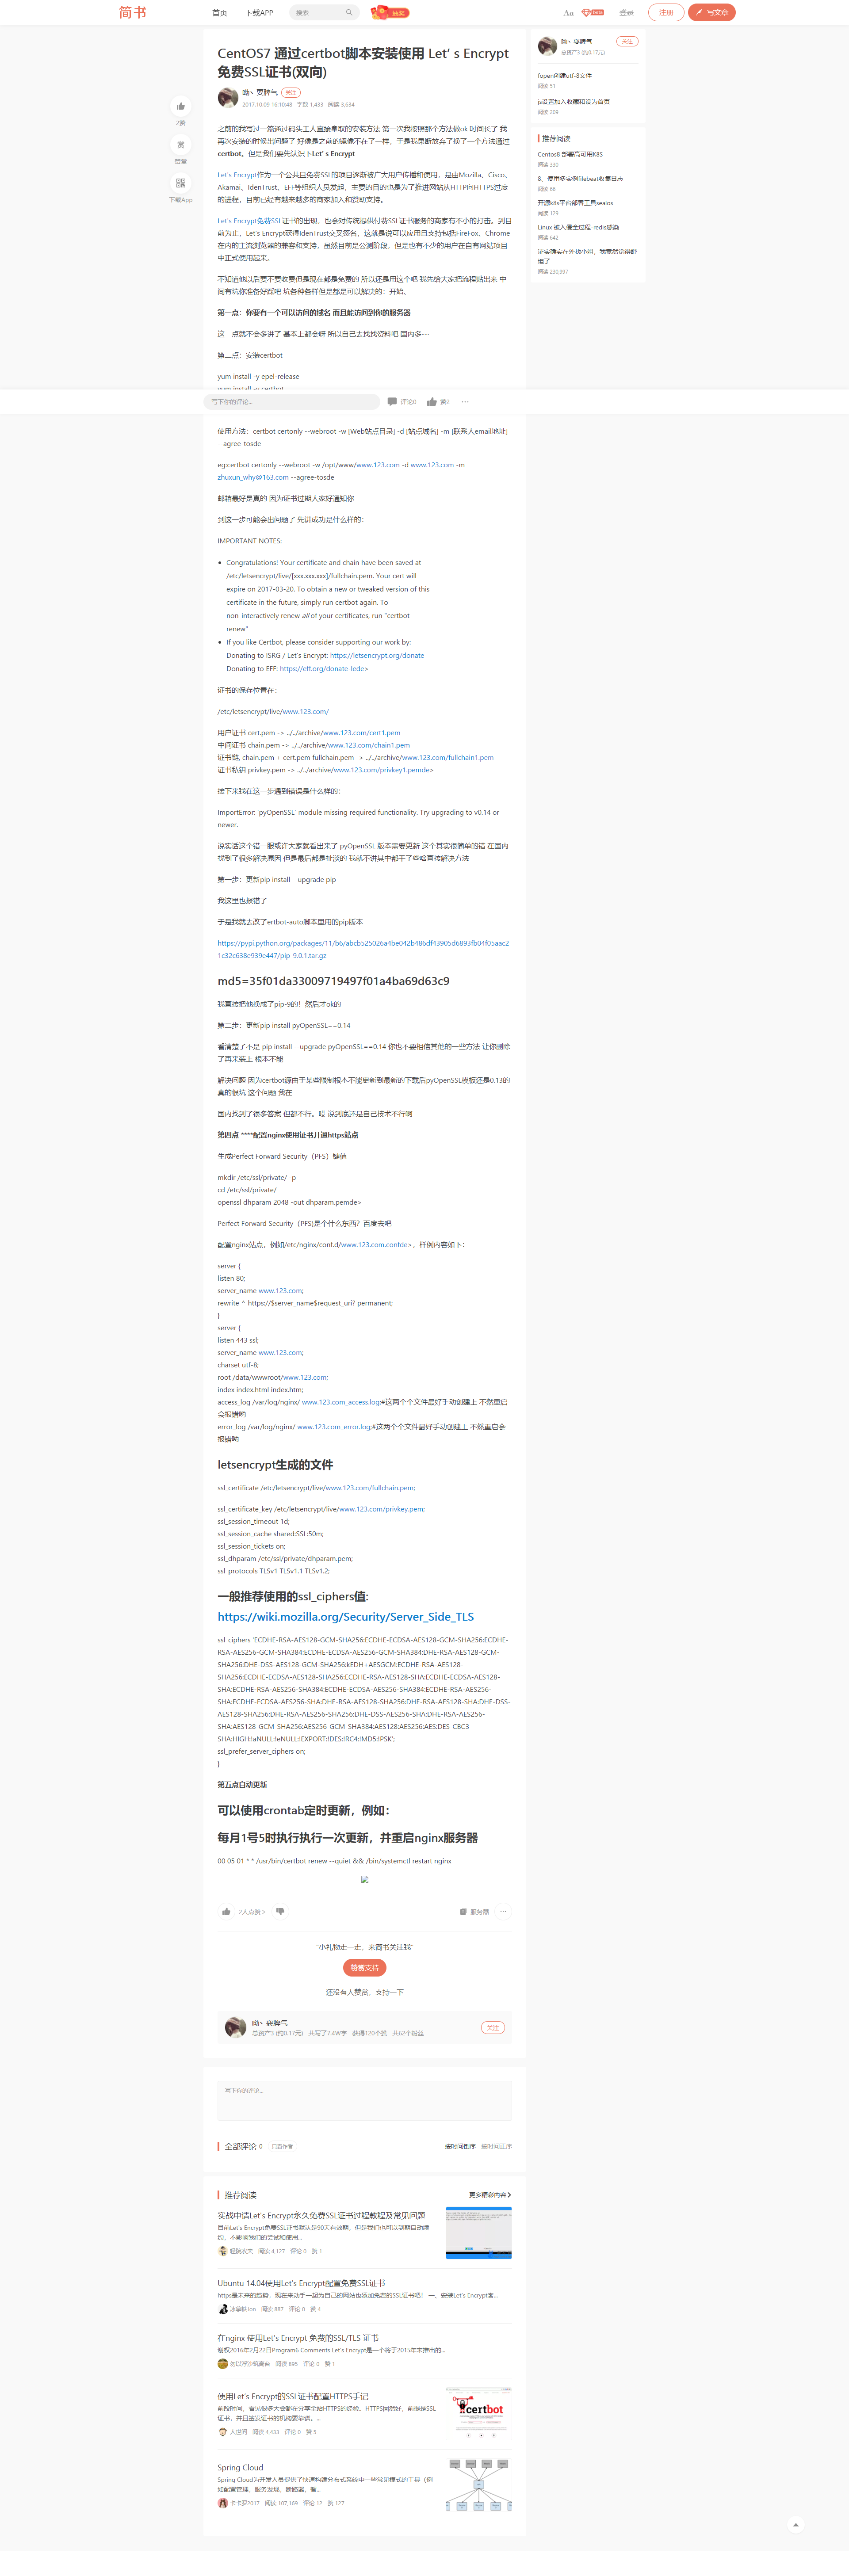 简书
首页
下载APP
搜索
抽奖
Aa
beta
登录
注册
写文章
CentOS7 通过certbot脚本安装使用 Let’ s Encrypt
免费SSL证书(双向)
呦丶耍脾气
关注
2017.10.09 16:10:48 字数 1,433 阅读 3,634
2赞
赞赏
下载App
之前的我写过一篇通过码头工人直接拿取的安装方法 第一次我按照那个方法做ok 时间长了 我
再次安装的时候出问题了 好像是之前的镜像不在了一样，于是我果断放弃了换了一个方法通过
certbot。但是我们要先认识下Let’ s Encrypt
Let’s Encrypt作为一个公共且免费SSL的项目逐渐被广大用户传播和使用，是由Mozilla、Cisco、
Akamai、IdenTrust、EFF等组织人员发起，主要的目的也是为了推进网站从HTTP向HTTPS过度
的进程，目前已经有越来越多的商家加入和赞助支持。
Let’s Encrypt免费SSL证书的出现，也会对传统提供付费SSL证书服务的商家有不小的打击。到目
前为止，Let’s Encrypt获得IdenTrust交叉签名，这就是说可以应用且支持包括FireFox、Chrome
在内的主流浏览器的兼容和支持，虽然目前是公测阶段，但是也有不少的用户在自有网站项目
中正式使用起来。
不知道他以后要不要收费但是现在都是免费的 所以还是用这个吧 我先给大家把流程贴出来 中
间有坑你准备好踩吧 坑各种各样但是都是可以解决的：开始。
第一点：你要有一个可以访问的域名 而且能访问到你的服务器
这一点就不会多讲了 基本上都会呀 所以自己去找找资料吧 国内多---
第二点：安装certbot
yum install -y epel-release
yum install -y certbot
写下你的评论...
评论0
赞2
使用方法：certbot certonly --webroot -w [Web站点目录] -d [站点域名] -m [联系人email地址]
--agree-tosde
eg:certbot certonly --webroot -w /opt/www/www.123.com -d www.123.com -m
zhuxun_why@163.com --agree-tosde
邮箱最好是真的 因为证书过期人家好通知你
到这一步可能会出问题了 先讲成功是什么样的：
IMPORTANT NOTES:
Congratulations! Your certificate and chain have been saved at
/etc/letsencrypt/live/[xxx.xxx.xxx]/fullchain.pem. Your cert will
expire on 2017-03-20. To obtain a new or tweaked version of this
certificate in the future, simply run certbot again. To
non-interactively renew all of your certificates, run “certbot
renew”
If you like Certbot, please consider supporting our work by:
Donating to ISRG / Let’s Encrypt: https://letsencrypt.org/donate
Donating to EFF: https://eff.org/donate-lede>
证书的保存位置在：
/etc/letsencrypt/live/www.123.com/
用户证书 cert.pem -> ../../archive/www.123.com/cert1.pem
中间证书 chain.pem -> ../../archive/www.123.com/chain1.pem
证书链, chain.pem + cert.pem fullchain.pem -> ../../archive/www.123.com/fullchain1.pem
证书私钥 privkey.pem -> ../../archive/www.123.com/privkey1.pemde>
接下来我在这一步遇到错误是什么样的：
ImportError: ‘pyOpenSSL’ module missing required functionality. Try upgrading to v0.14 or
newer.
说实话这个错一眼或许大家就看出来了 pyOpenSSL 版本需要更新 这个其实很简单的错 在国内
找到了很多解决原因 但是最后都是扯淡的 我就不讲其中都干了些啥直接解决方法
第一步：更新pip install --upgrade pip
我这里也报错了
于是我就去改了ertbot-auto脚本里用的pip版本
https://pypi.python.org/packages/11/b6/abcb525026a4be042b486df43905d6893fb04f05aac2
1c32c638e939e447/pip-9.0.1.tar.gz
md5=35f01da33009719497f01a4ba69d63c9
我直接把他换成了pip-9的！然后才ok的
第二步：更新pip install pyOpenSSL==0.14
看清楚了不是 pip install --upgrade pyOpenSSL==0.14 你也不要相信其他的一些方法 让你删除
了再来装上 根本不能
解决问题 因为certbot源由于某些限制根本不能更新到最新的下载后pyOpenSSL模板还是0.13的
真的很坑 这个问题 我在
国内找到了很多答案 但都不行。哎 说到底还是自己技术不行啊
第四点 ****配置nginx使用证书开通https站点
生成Perfect Forward Security（PFS）键值
mkdir /etc/ssl/private/ -p
cd /etc/ssl/private/
openssl dhparam 2048 -out dhparam.pemde>
Perfect Forward Security（PFS)是个什么东西？百度去吧
配置nginx站点，例如/etc/nginx/conf.d/www.123.com.confde>，样例内容如下：
server {
listen 80;
server_name www.123.com;
rewrite ^ https://$server_name$request_uri? permanent;
}
server {
listen 443 ssl;
server_name www.123.com;
charset utf-8;
root /data/wwwroot/www.123.com;
index index.html index.htm;
access_log /var/log/nginx/ www.123.com_access.log;#这两个个文件最好手动创建上 不然重启
会报错哟
error_log /var/log/nginx/ www.123.com_error.log;#这两个个文件最好手动创建上 不然重启会
报错哟
letsencrypt生成的文件
ssl_certificate /etc/letsencrypt/live/www.123.com/fullchain.pem;
ssl_certificate_key /etc/letsencrypt/live/www.123.com/privkey.pem;
ssl_session_timeout 1d;
ssl_session_cache shared:SSL:50m;
ssl_session_tickets on;
ssl_dhparam /etc/ssl/private/dhparam.pem;
ssl_protocols TLSv1 TLSv1.1 TLSv1.2;
一般推荐使用的ssl_ciphers值:
https://wiki.mozilla.org/Security/Server_Side_TLS
ssl_ciphers ‘ECDHE-RSA-AES128-GCM-SHA256:ECDHE-ECDSA-AES128-GCM-SHA256:ECDHE-
RSA-AES256-GCM-SHA384:ECDHE-ECDSA-AES256-GCM-SHA384:DHE-RSA-AES128-GCM-
SHA256:DHE-DSS-AES128-GCM-SHA256:kEDH+AESGCM:ECDHE-RSA-AES128-
SHA256:ECDHE-ECDSA-AES128-SHA256:ECDHE-RSA-AES128-SHA:ECDHE-ECDSA-AES128-
SHA:ECDHE-RSA-AES256-SHA384:ECDHE-ECDSA-AES256-SHA384:ECDHE-RSA-AES256-
SHA:ECDHE-ECDSA-AES256-SHA:DHE-RSA-AES128-SHA256:DHE-RSA-AES128-SHA:DHE-DSS-
AES128-SHA256:DHE-RSA-AES256-SHA256:DHE-DSS-AES256-SHA:DHE-RSA-AES256-
SHA:AES128-GCM-SHA256:AES256-GCM-SHA384:AES128:AES256:AES:DES-CBC3-
SHA:HIGH:!aNULL:!eNULL:!EXPORT:!DES:!RC4:!MD5:!PSK’;
ssl_prefer_server_ciphers on;
}
第五点自动更新
可以使用crontab定时更新，例如：
每月1号5时执行执行一次更新，并重启nginx服务器
00 05 01 * * /usr/bin/certbot renew --quiet && /bin/systemctl restart nginx
2人点赞
服务器
“小礼物走一走，来简书关注我”
赞赏支持
还没有人赞赏，支持一下
呦丶耍脾气
总资产3 (约0.17元) 共写了7.4W字 获得120个赞 共62个粉丝
关注
写下你的评论...
全部评论 0
只看作者
按时间倒序
按时间正序
推荐阅读
更多精彩内容
实战申请Let's Encrypt永久免费SSL证书过程教程及常见问题
目前Let's Encrypt免费SSL证书默认是90天有效期，但是我们也可以到期自动续
约，不影响我们的尝试和使用...
轻院农夫 阅读 4,127 评论 0 赞 1
Ubuntu 14.04使用Let's Encrypt配置免费SSL证书
https是未来的趋势，现在来动手一起为自己的网站也添加免费的SSL证书吧！ 一、安装Let's Encrypt客...
冰拿铁Jon 阅读 887 评论 0 赞 4
在nginx 使用Let's Encrypt 免费的SSL/TLS 证书
谢权2016年2月22日Program6 Comments Let's Encrypt是一个将于2015年末推出的...
阅读 895 评论 0 赞 1
使用Let's Encrypt的SSL证书配置HTTPS手记
前段时间，看见很多大会都在分享全站HTTPS的经验。HTTPS固然好，前提是SSL
证书，并且签发证书的机构要靠谱。...
人世间 阅读 4,433 评论 0 赞 5
certbot
Spring Cloud
Spring Cloud为开发人员提供了快速构建分布式系统中一些常见模式的工具（例
如配置管理，服务发现，断路器，智...
卡卡罗2017 阅读 107,169 评论 12 赞 127
呦丶耍脾气
关注
总资产3 (约0.17元)
fopen创建utf-8文件
阅读 51
js设置加入收藏和设为首页
阅读 209
推荐阅读
Centos8 部署高可用K8S
阅读 330
8、使用多实例filebeat收集日志
阅读 66
开源k8s平台部署工具sealos
阅读 129
Linux 被入侵全过程-redis感染
阅读 642
证实确实在外找小姐，我竟然觉得舒
坦了
阅读 230,997